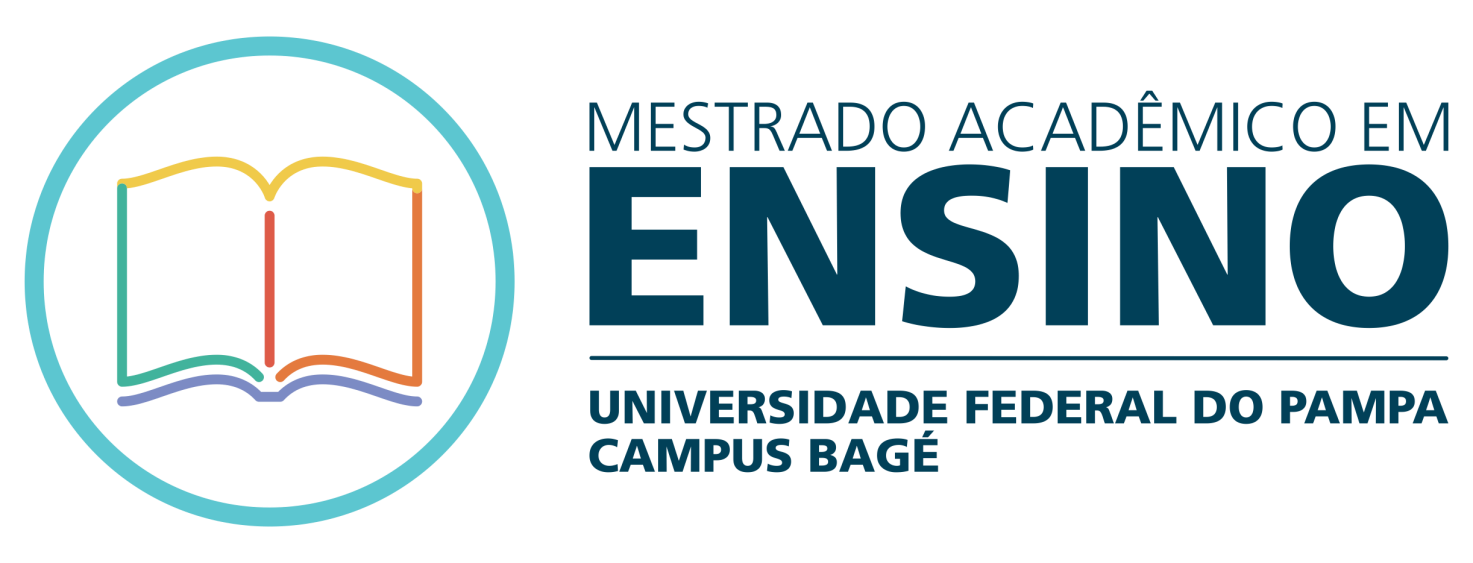 MESTRADO ACADÊMICO EM
ENSINO
UNIVERSIDADE FEDERAL DO PAMPA
CAMPUS BAGÉ